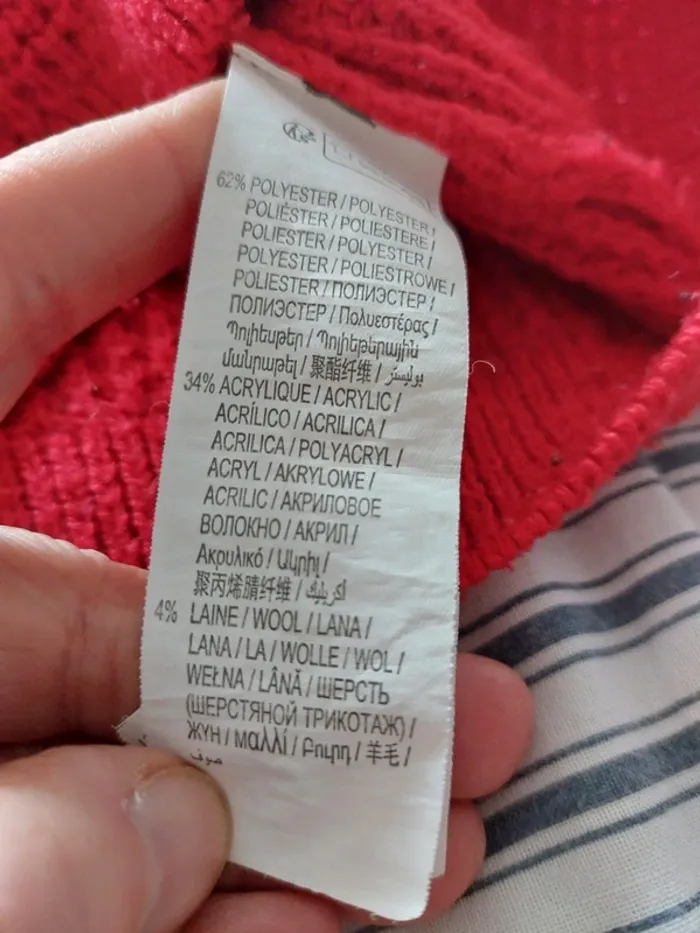 62% POLYESTER / POLYESTER /
POLIÉSTER / POLIESTERE /
POLIESTER / POLYESTER /
POLYESTER / POLIESTROWE /
POLIESTER / ПОЛИЭСТЕР /
ПОЛИЭСТЕР / Πολυεστέρας /
Պոլիեսթեր / Պոլիեթերային
մանրաթել / 聚酯纤维 / بوليستر
34% ACRYLIQUE / ACRYLIC /
ACRÍLICO / ACRILICA /
ACRILICA / POLYACRYL /
ACRYL / AKRYLOWE /
ACRILIC / АКРИЛОВОЕ
ВОЛОКНО / АКРИЛ /
Ακρυλικό / Ակրիլ /
聚丙烯腈纤维 / أكريليك
4% LAINE / WOOL / LANA /
LANA / LA / WOLLE / WOL /
WEŁNA / LÂNĂ / ШЕРСТЬ
(ШЕРСТЯНОЙ ТРИКОТАЖ) /
ЖҮН / μαλλί / Բուրդ / 羊毛 /
صوف